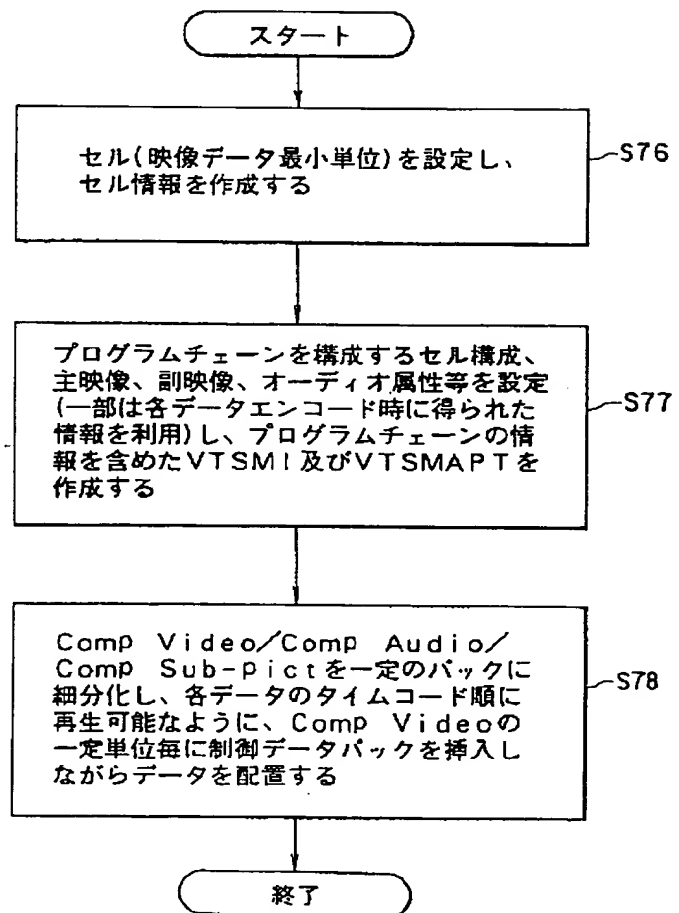 スタート
セル(映像データ最小単位)を設定し、
セル情報を作成する
S76
プログラムチェーンを構成するセル構成、
主映像、副映像、オーディオ属性等を設定
(一部は各データエンコード時に得られた
情報を利用)し、プログラムチェーンの情
報を含めたVTSMI及びVTSMAPTを
作成する
S77
Comp Video/Comp Audio/
Comp Sub-pictを一定のパックに
細分化し、各データのタイムコード順に
再生可能なように、Comp Videoの
一定単位毎に制御データパックを挿入し
ながらデータを配置する
S78
終了